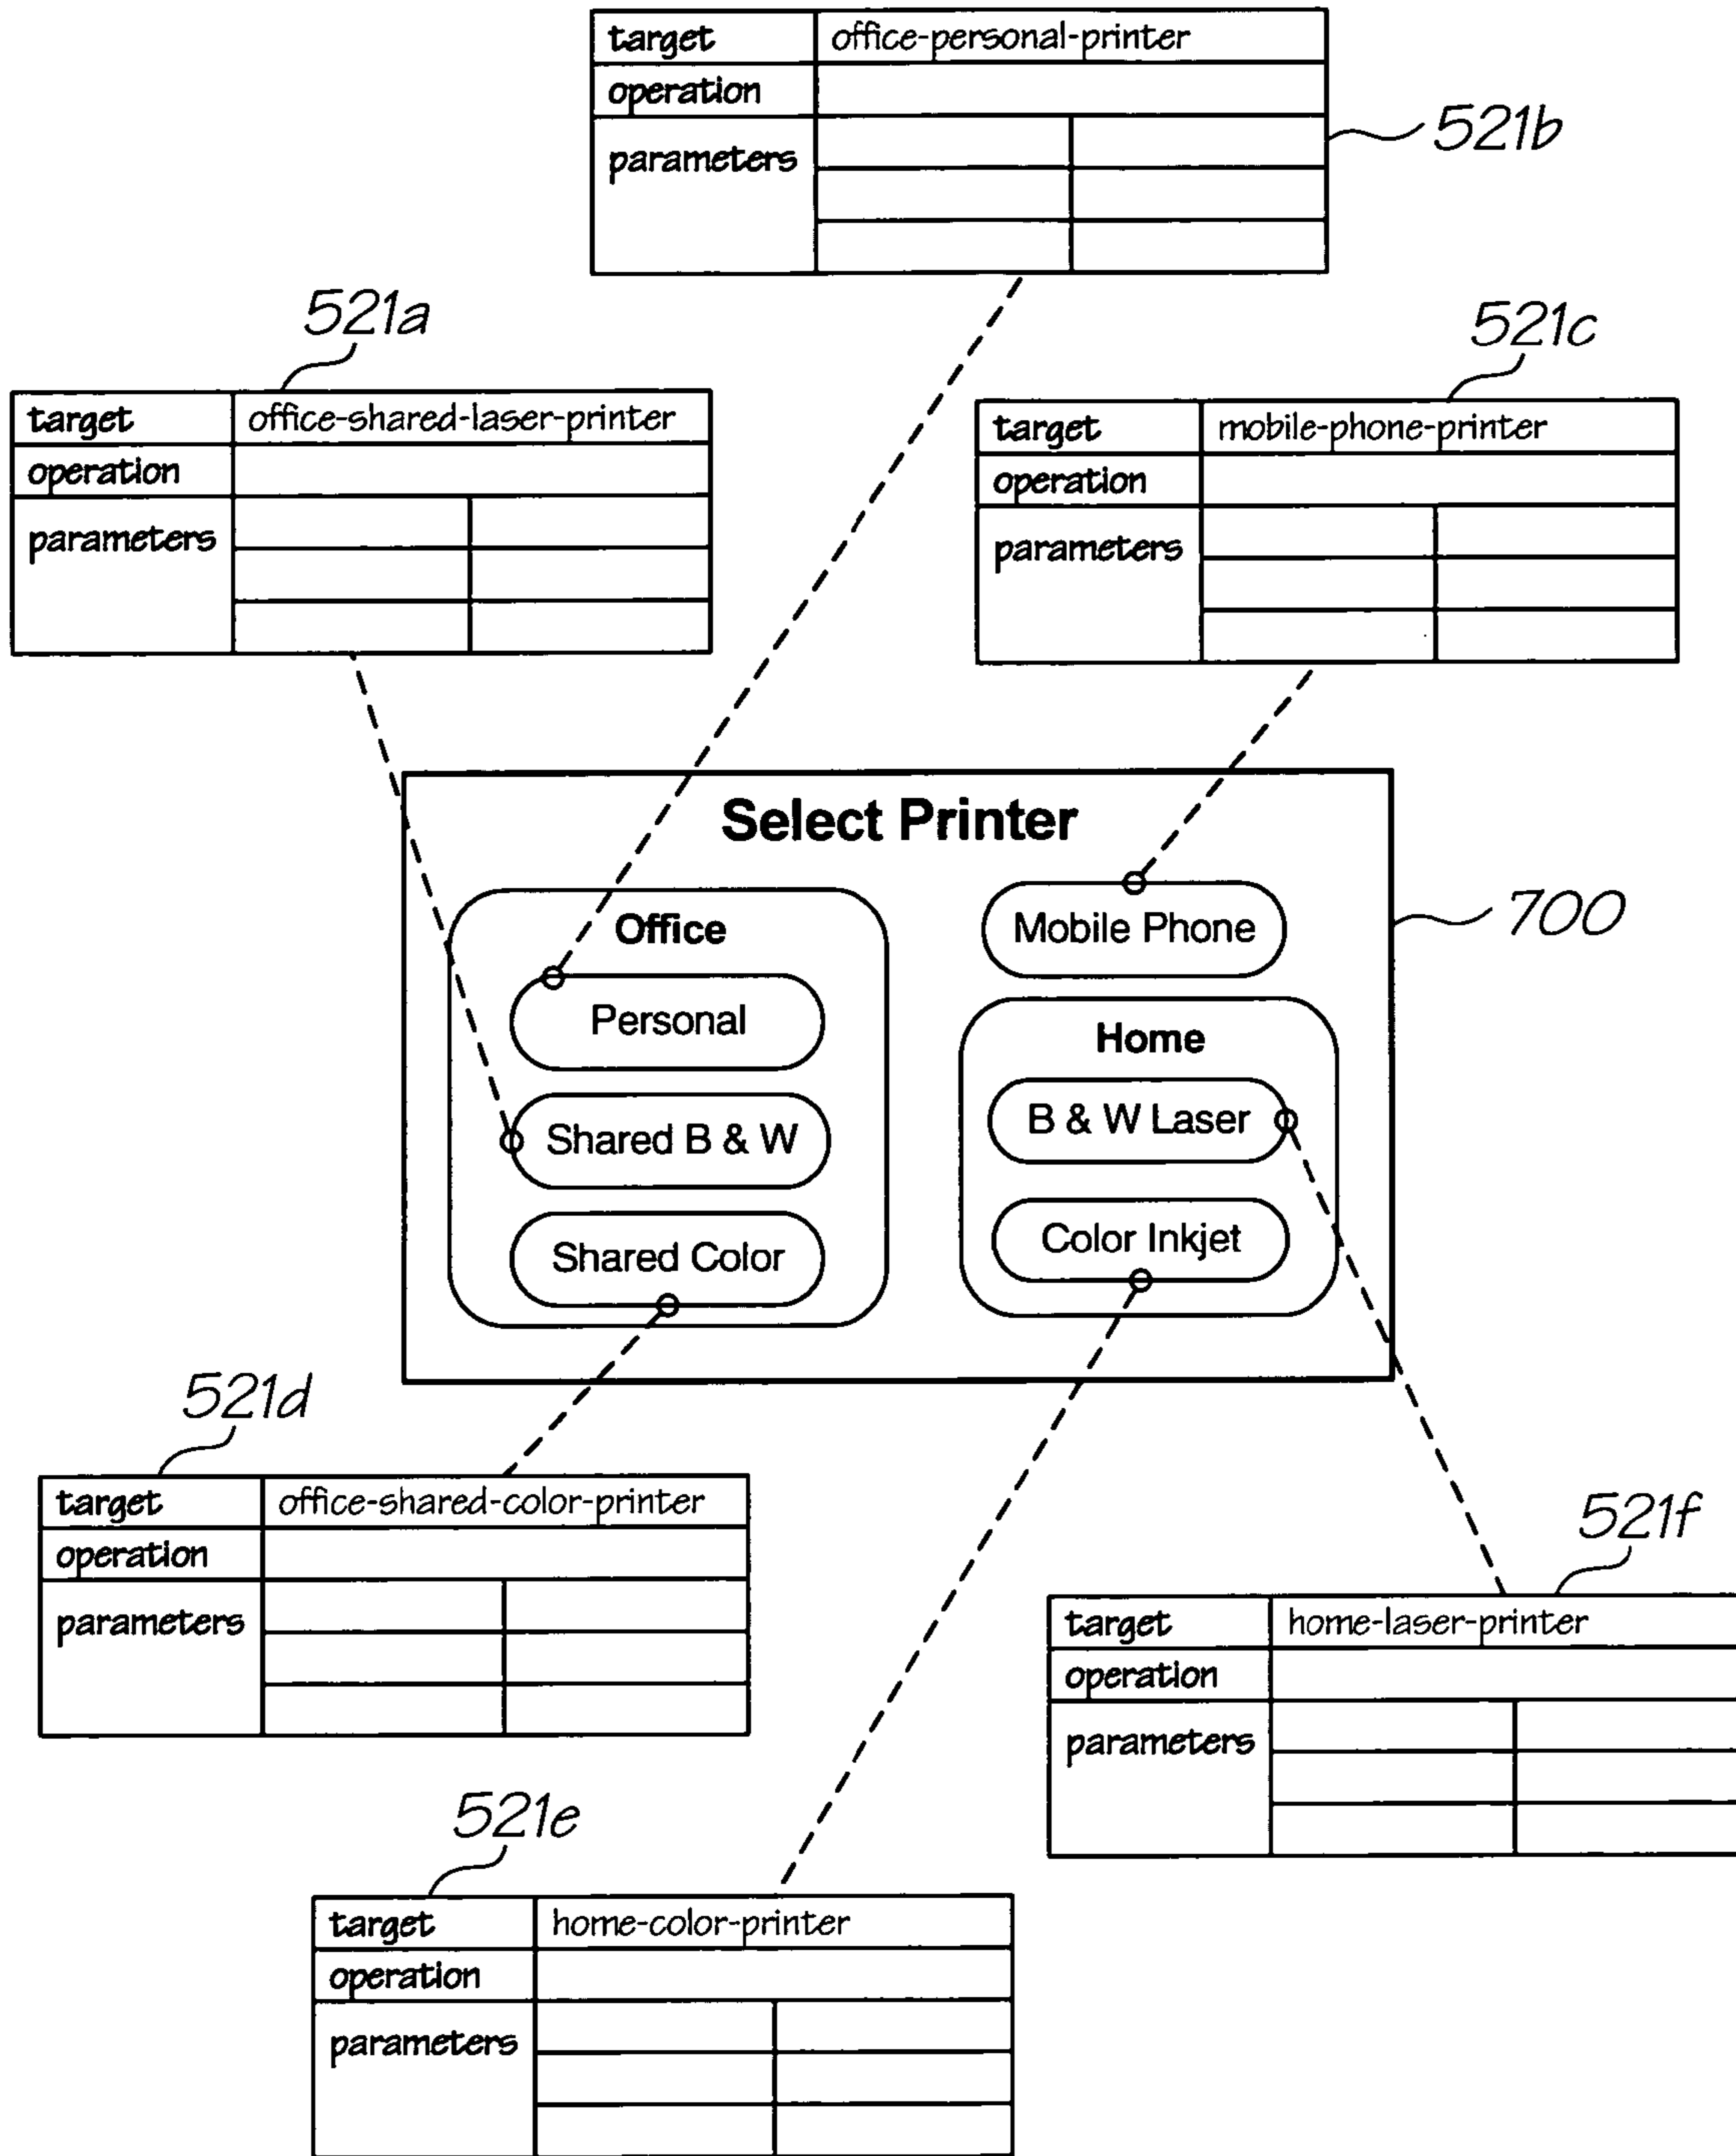 target office-personal-printer
operation
parameters
521b
521a
target office-shared-laser-printer
operation
parameters
521c
target mobile-phone-printer
operation
parameters
Select Printer
700
Office
Personal
Shared B & W
Shared Color
Mobile Phone
Home
B & W Laser
Color Inkjet
521d
target office-shared-color-printer
operation
parameters
521f
target home-laser-printer
operation
parameters
521e
target home-color-printer
operation
parameters